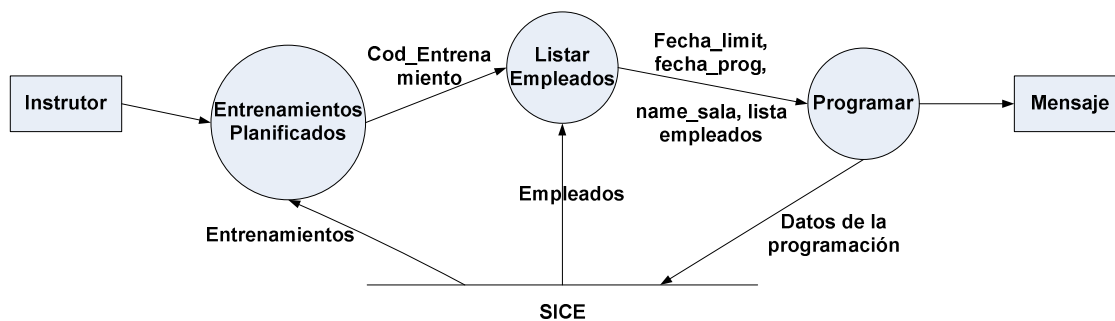 Instrutor
Entrenamientos
Planificados
Cod_Entrena
miento
Listar
Empleados
Fecha_limit,
fecha_prog,
name_sala, lista
empleados
Programar
Mensaje
Entrenamientos
Empleados
Datos de la
programación
SICE